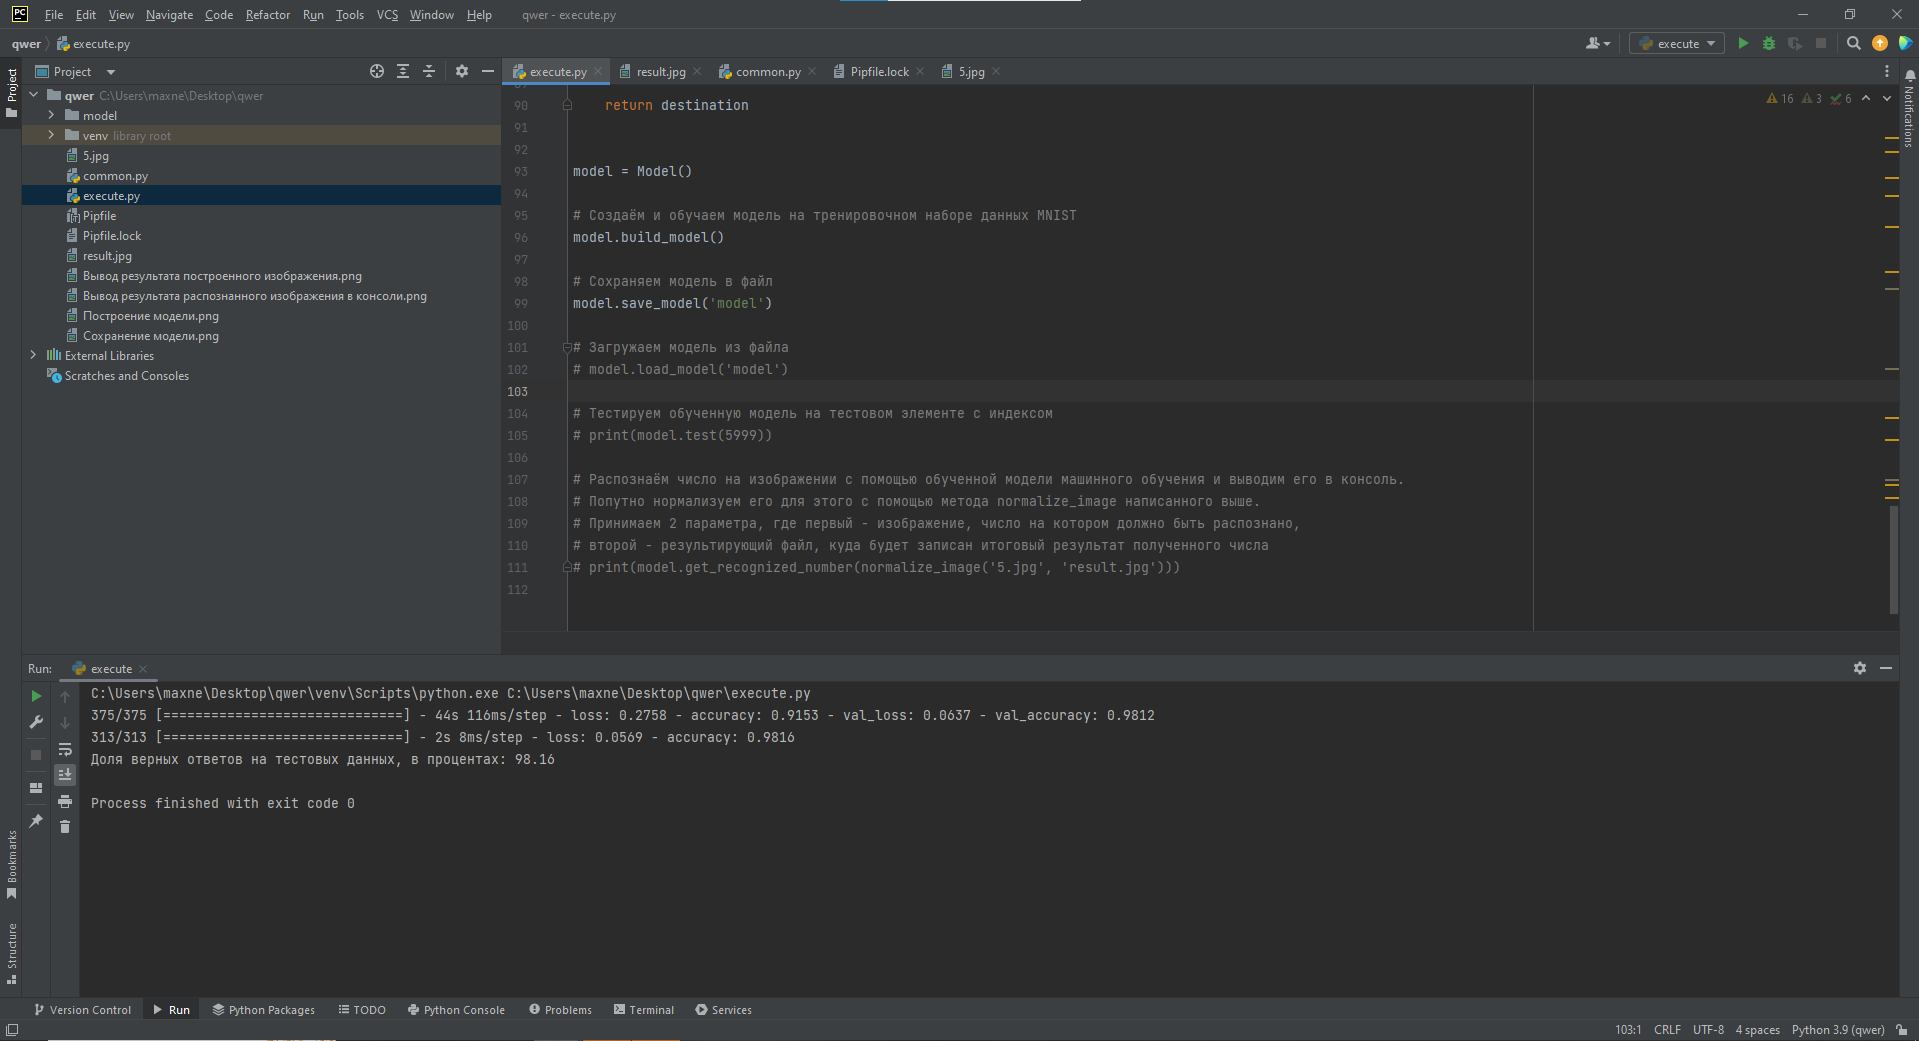 PC File Edit View Navigate Code Refactor Run Tools VCS Window Help qwer - execute.py
qwer execute.py execute
Project
Project
execute.py result.jpg common.py Pipfile.lock 5.jpg
Notifications
qwer C:\Users\maxne\Desktop\qwer
model
venv library root
5.jpg
common.py
execute.py
Pipfile
Pipfile.lock
result.jpg
Вывод результата построенного изображения.png
Вывод результата распознанного изображения в консоли.png
Построение модели.png
Сохранение модели.png
External Libraries
Scratches and Consoles
16 3 6
90 return destination
91
92
93 model = Model()
94
95 # Создаём и обучаем модель на тренировочном наборе данных MNIST
96 model.build_model()
97
98 # Сохраняем модель в файл
99 model.save_model('model')
100
101 # Загружаем модель из файла
102 # model.load_model('model')
103
104 # Тестируем обученную модель на тестовом элементе с индексом
105 # print(model.test(5999))
106
107 # Распознаём число на изображении с помощью обученной модели машинного обучения и выводим его в консоль.
108 # Попутно нормализуем его для этого с помощью метода normalize_image написанного выше.
109 # Принимаем 2 параметра, где первый - изображение, число на котором должно быть распознано,
110 # второй - результирующий файл, куда будет записан итоговый результат полученного числа
111 # print(model.get_recognized_number(normalize_image('5.jpg', 'result.jpg')))
112
Run: execute
C:\Users\maxne\Desktop\qwer\venv\Scripts\python.exe C:\Users\maxne\Desktop\qwer\execute.py
375/375 [==============================] - 44s 116ms/step - loss: 0.2758 - accuracy: 0.9153 - val_loss: 0.0637 - val_accuracy: 0.9812
313/313 [==============================] - 2s 8ms/step - loss: 0.0569 - accuracy: 0.9816
Доля верных ответов на тестовых данных, в процентах: 98.16
Process finished with exit code 0
Bookmarks
Structure
Version Control Run Python Packages TODO Python Console Problems Terminal Services
103:1 CRLF UTF-8 4 spaces Python 3.9 (qwer)